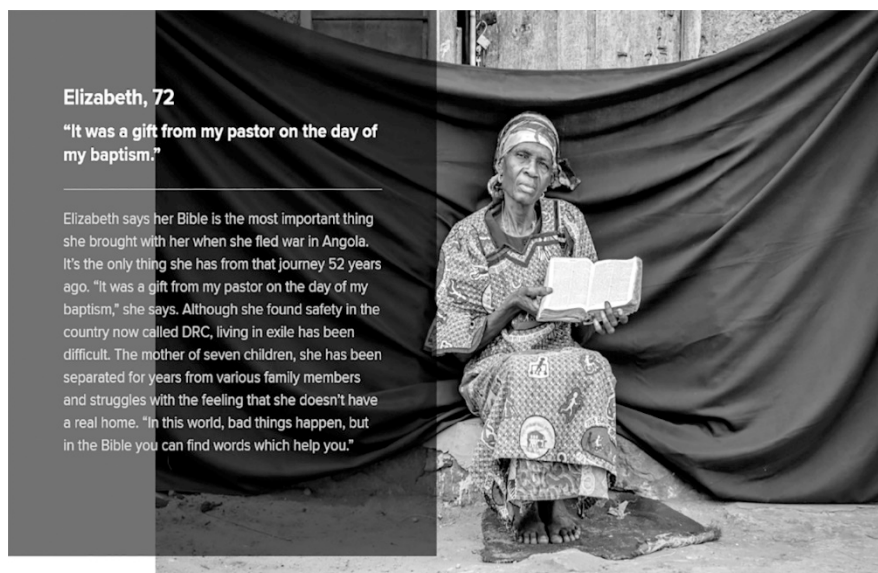 Elizabeth, 72
“It was a gift from my pastor on the day of
my baptism.”
Elizabeth says her Bible is the most important thing
she brought with her when she fled war in Angola.
It’s the only thing she has from that journey 52 years
ago. “It was a gift from my pastor on the day of my
baptism,” she says. Although she found safety in the
country now called DRC, living in exile has been
difficult. The mother of seven children, she has been
separated for years from various family members
and struggles with the feeling that she doesn’t have
a real home. “In this world, bad things happen, but
in the Bible you can find words which help you.”